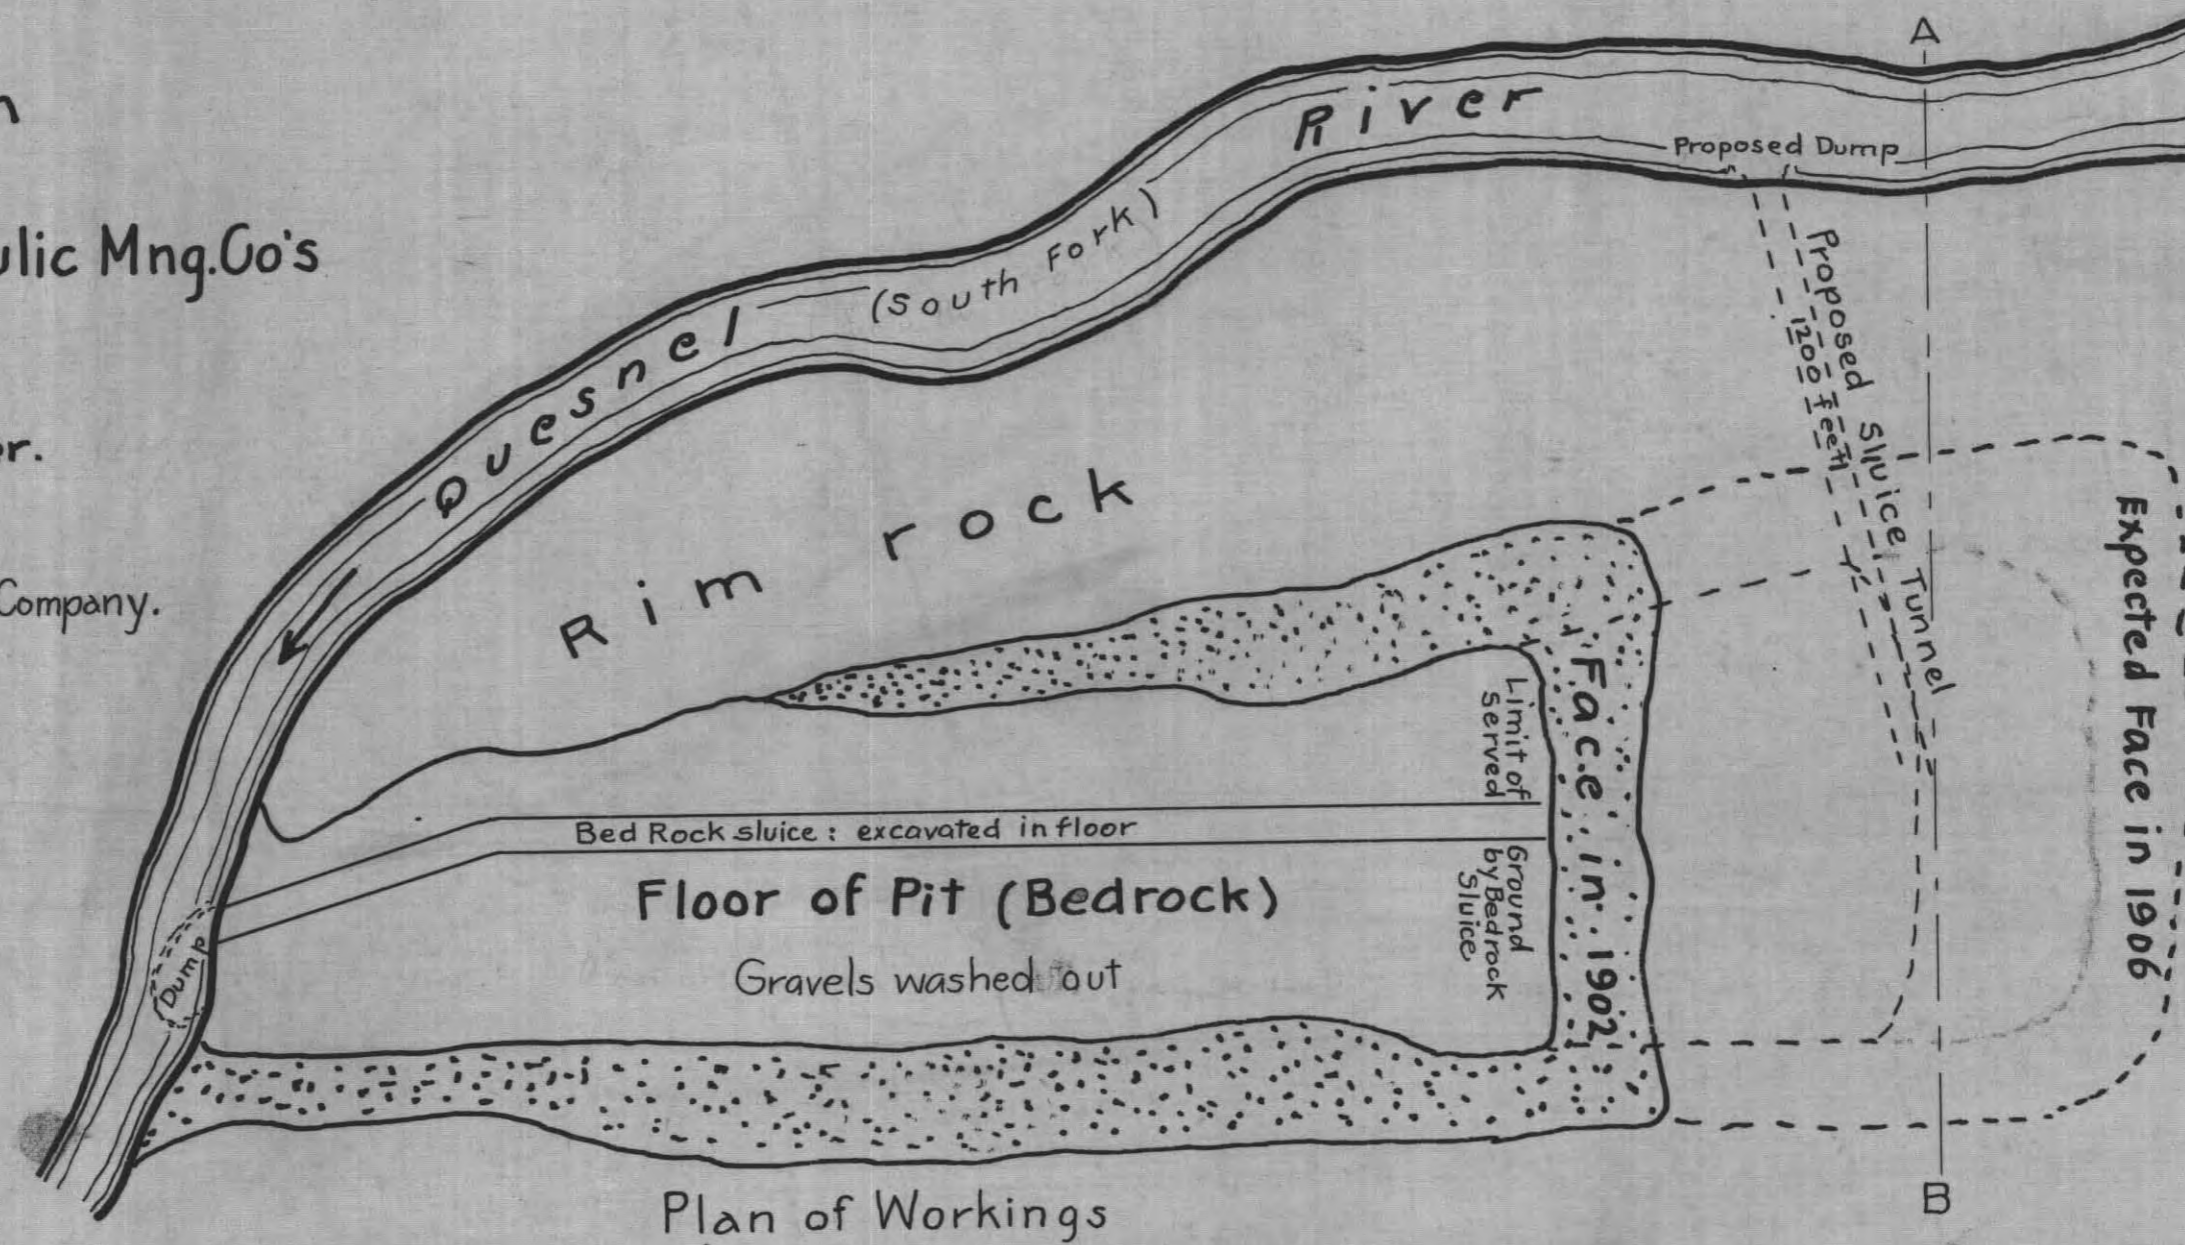 A
River
Proposed Dump
ulic Mng.Co's
Quesnel
(South Fork)
Proposed Sluice Tunnel
1200 feet
er.
Company.
Rim rock
Expected Face in 1906
Face in 1902
Limit of
Served
Bed Rock sluice : excavated in floor
Ground
by Bedrock
Sluice
Floor of Pit (Bedrock)
Gravels washed out
Dump
Plan of Workings
B